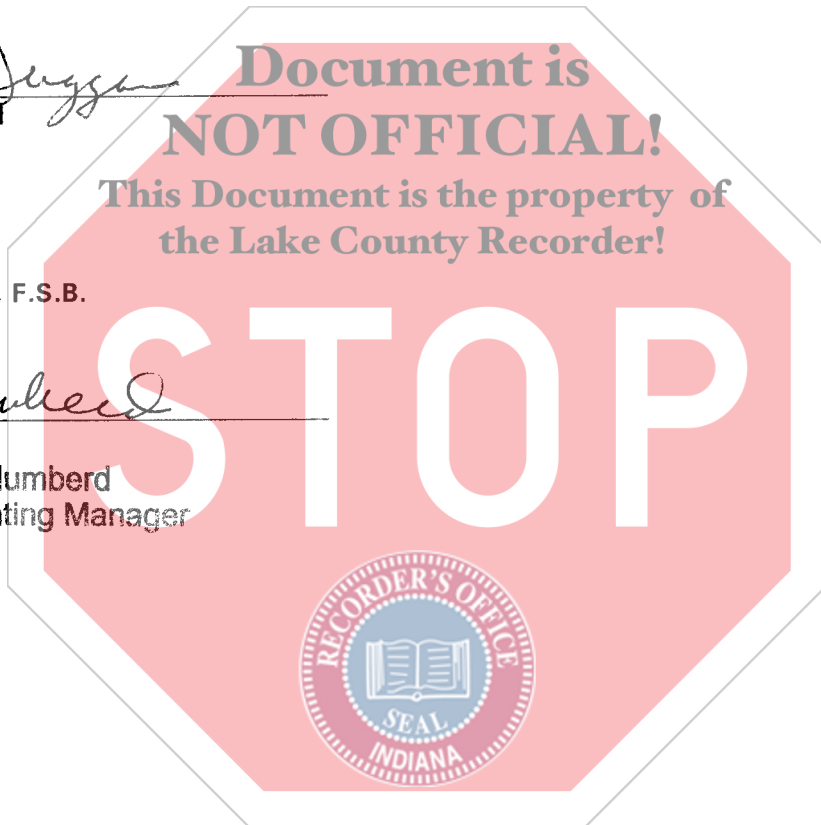 Document is
NOT OFFICIAL!
This Document is the property of
the Lake County Recorder!
F.S.B.
STOP
umberd
ting Manager
RECORDER'S OFFICE
SEAL
INDIANA